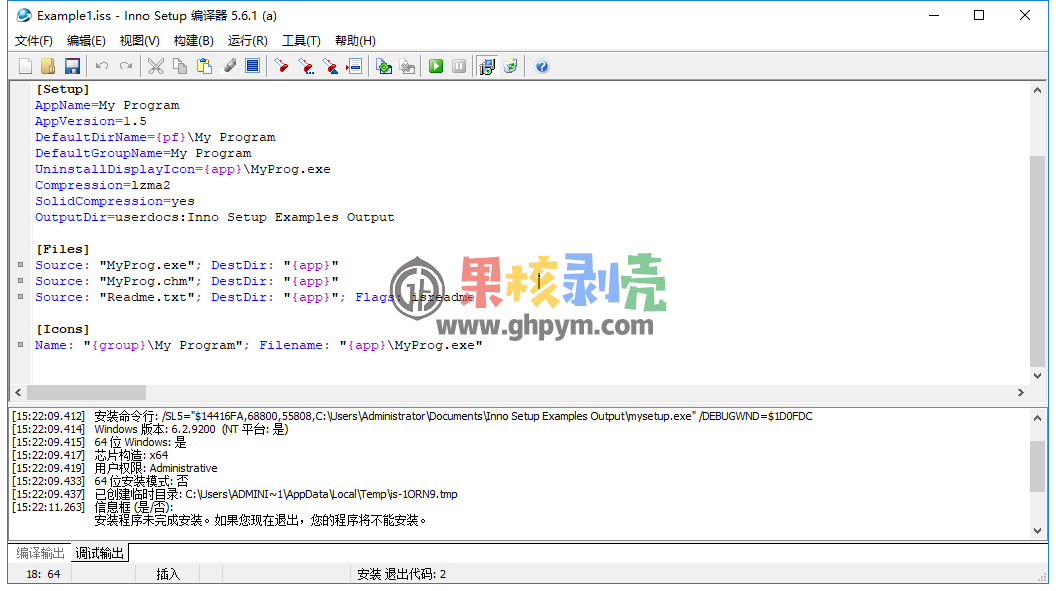 Example1.iss - Inno Setup 编译器 5.6.1 (a)
文件(F) 编辑(E) 视图(V) 构建(B) 运行(R) 工具(T) 帮助(H)
[Setup]
AppName=My Program
AppVersion=1.5
DefaultDirName={pf}\My Program
DefaultGroupName=My Program
UninstallDisplayIcon={app}\MyProg.exe
Compression=lzma2
SolidCompression=yes
OutputDir=userdocs:Inno Setup Examples Output
[Files]
Source: "MyProg.exe"; DestDir: "{app}"
Source: "MyProg.chm"; DestDir: "{app}"
Source: "Readme.txt"; DestDir: "{app}"; Flags: isreadme
果核剥壳
www.ghpym.com
[Icons]
Name: "{group}\My Program"; Filename: "{app}\MyProg.exe"
[15:22:09.412] 安装命令行: /SL5="$14416FA,68800,55808,C:\Users\Administrator\Documents\Inno Setup Examples Output\mysetup.exe" /DEBUGWND=$1D0FDC
[15:22:09.414] Windows 版本: 6.2.9200 (NT 平台: 是)
[15:22:09.415] 64 位 Windows: 是
[15:22:09.417] 芯片构造: x64
[15:22:09.419] 用户权限: Administrative
[15:22:09.433] 64 位安装模式: 否
[15:22:09.437] 已创建临时目录: C:\Users\ADMINI~1\AppData\Local\Temp\is-1ORN9.tmp
[15:22:11.263] 信息框 (是/否):
安装程序未完成安装。如果您现在退出，您的程序将不能安装。
编译输出 调试输出
18: 64 插入 安装 退出代码: 2